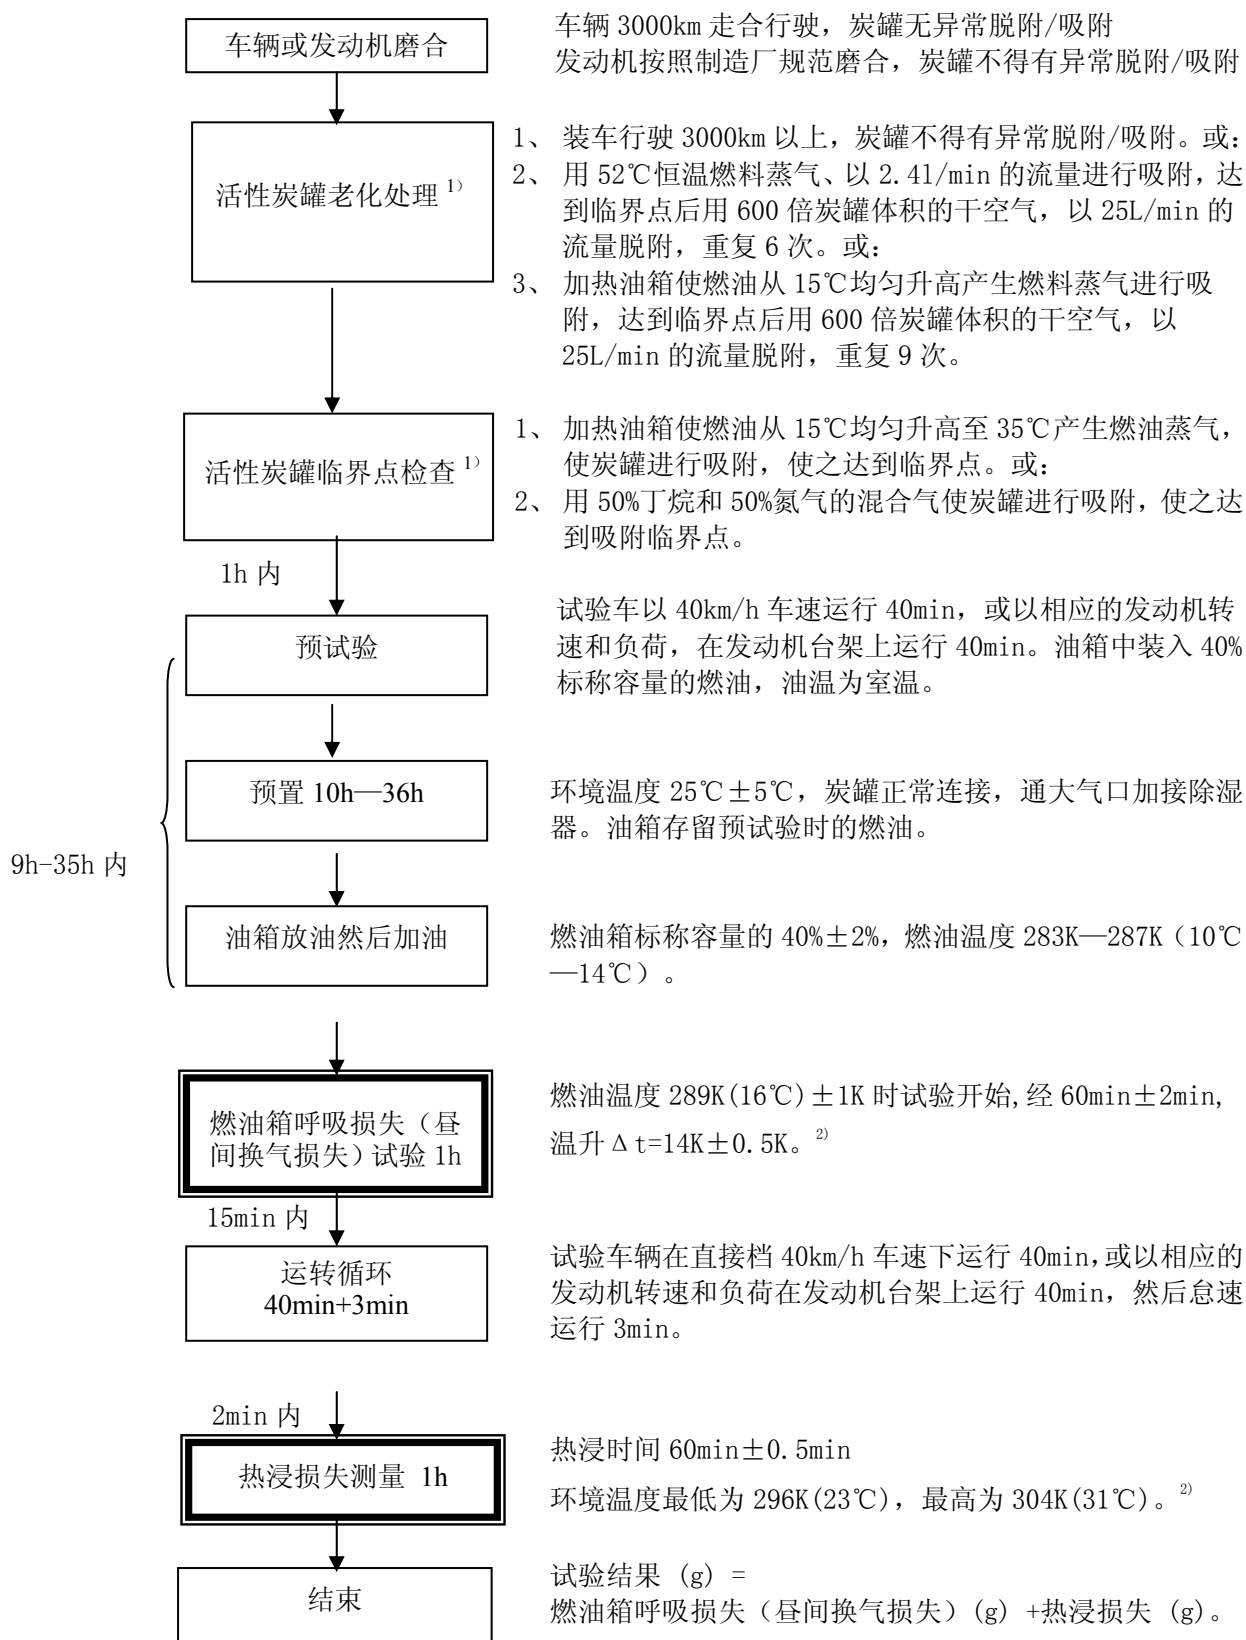 车辆或发动机磨合
车辆 3000km 走合行驶，炭罐无异常脱附/吸附
发动机按照制造厂规范磨合，炭罐不得有异常脱附/吸附
活性炭罐老化处理 1）
1、 装车行驶 3000km 以上，炭罐不得有异常脱附/吸附。或：
2、 用 52℃恒温燃料蒸气、以 2.4l/min 的流量进行吸附，达
到临界点后用 600 倍炭罐体积的干空气，以 25L/min 的
流量脱附，重复 6 次。或：
3、 加热油箱使燃油从 15℃均匀升高产生燃料蒸气进行吸
附，达到临界点后用 600 倍炭罐体积的干空气，以
25L/min 的流量脱附，重复 9 次。
活性炭罐临界点检查 1）
1、 加热油箱使燃油从 15℃均匀升高至 35℃产生燃油蒸气，
使炭罐进行吸附，使之达到临界点。或：
2、 用 50%丁烷和 50%氮气的混合气使炭罐进行吸附，使之达
到吸附临界点。
1h 内
预试验
试验车以 40km/h 车速运行 40min，或以相应的发动机转
速和负荷，在发动机台架上运行 40min。油箱中装入 40%
标称容量的燃油，油温为室温。
预置 10h—36h
环境温度 25℃±5℃，炭罐正常连接，通大气口加接除湿
器。油箱存留预试验时的燃油。
9h-35h 内
油箱放油然后加油
燃油箱标称容量的 40%±2%，燃油温度 283K—287K（10℃
—14℃）。
燃油箱呼吸损失（昼
间换气损失）试验 1h
燃油温度 289K(16℃)±1K 时试验开始,经 60min±2min,
温升 Δt=14K±0.5K。2)
15min 内
运转循环
40min+3min
试验车辆在直接档 40km/h 车速下运行 40min,或以相应的
发动机转速和负荷在发动机台架上运行 40min，然后怠速
运行 3min。
2min 内
热浸损失测量 1h
热浸时间 60min±0.5min
环境温度最低为 296K(23℃)，最高为 304K(31℃)。2)
结束
试验结果 (g) =
燃油箱呼吸损失（昼间换气损失）(g) +热浸损失 (g)。